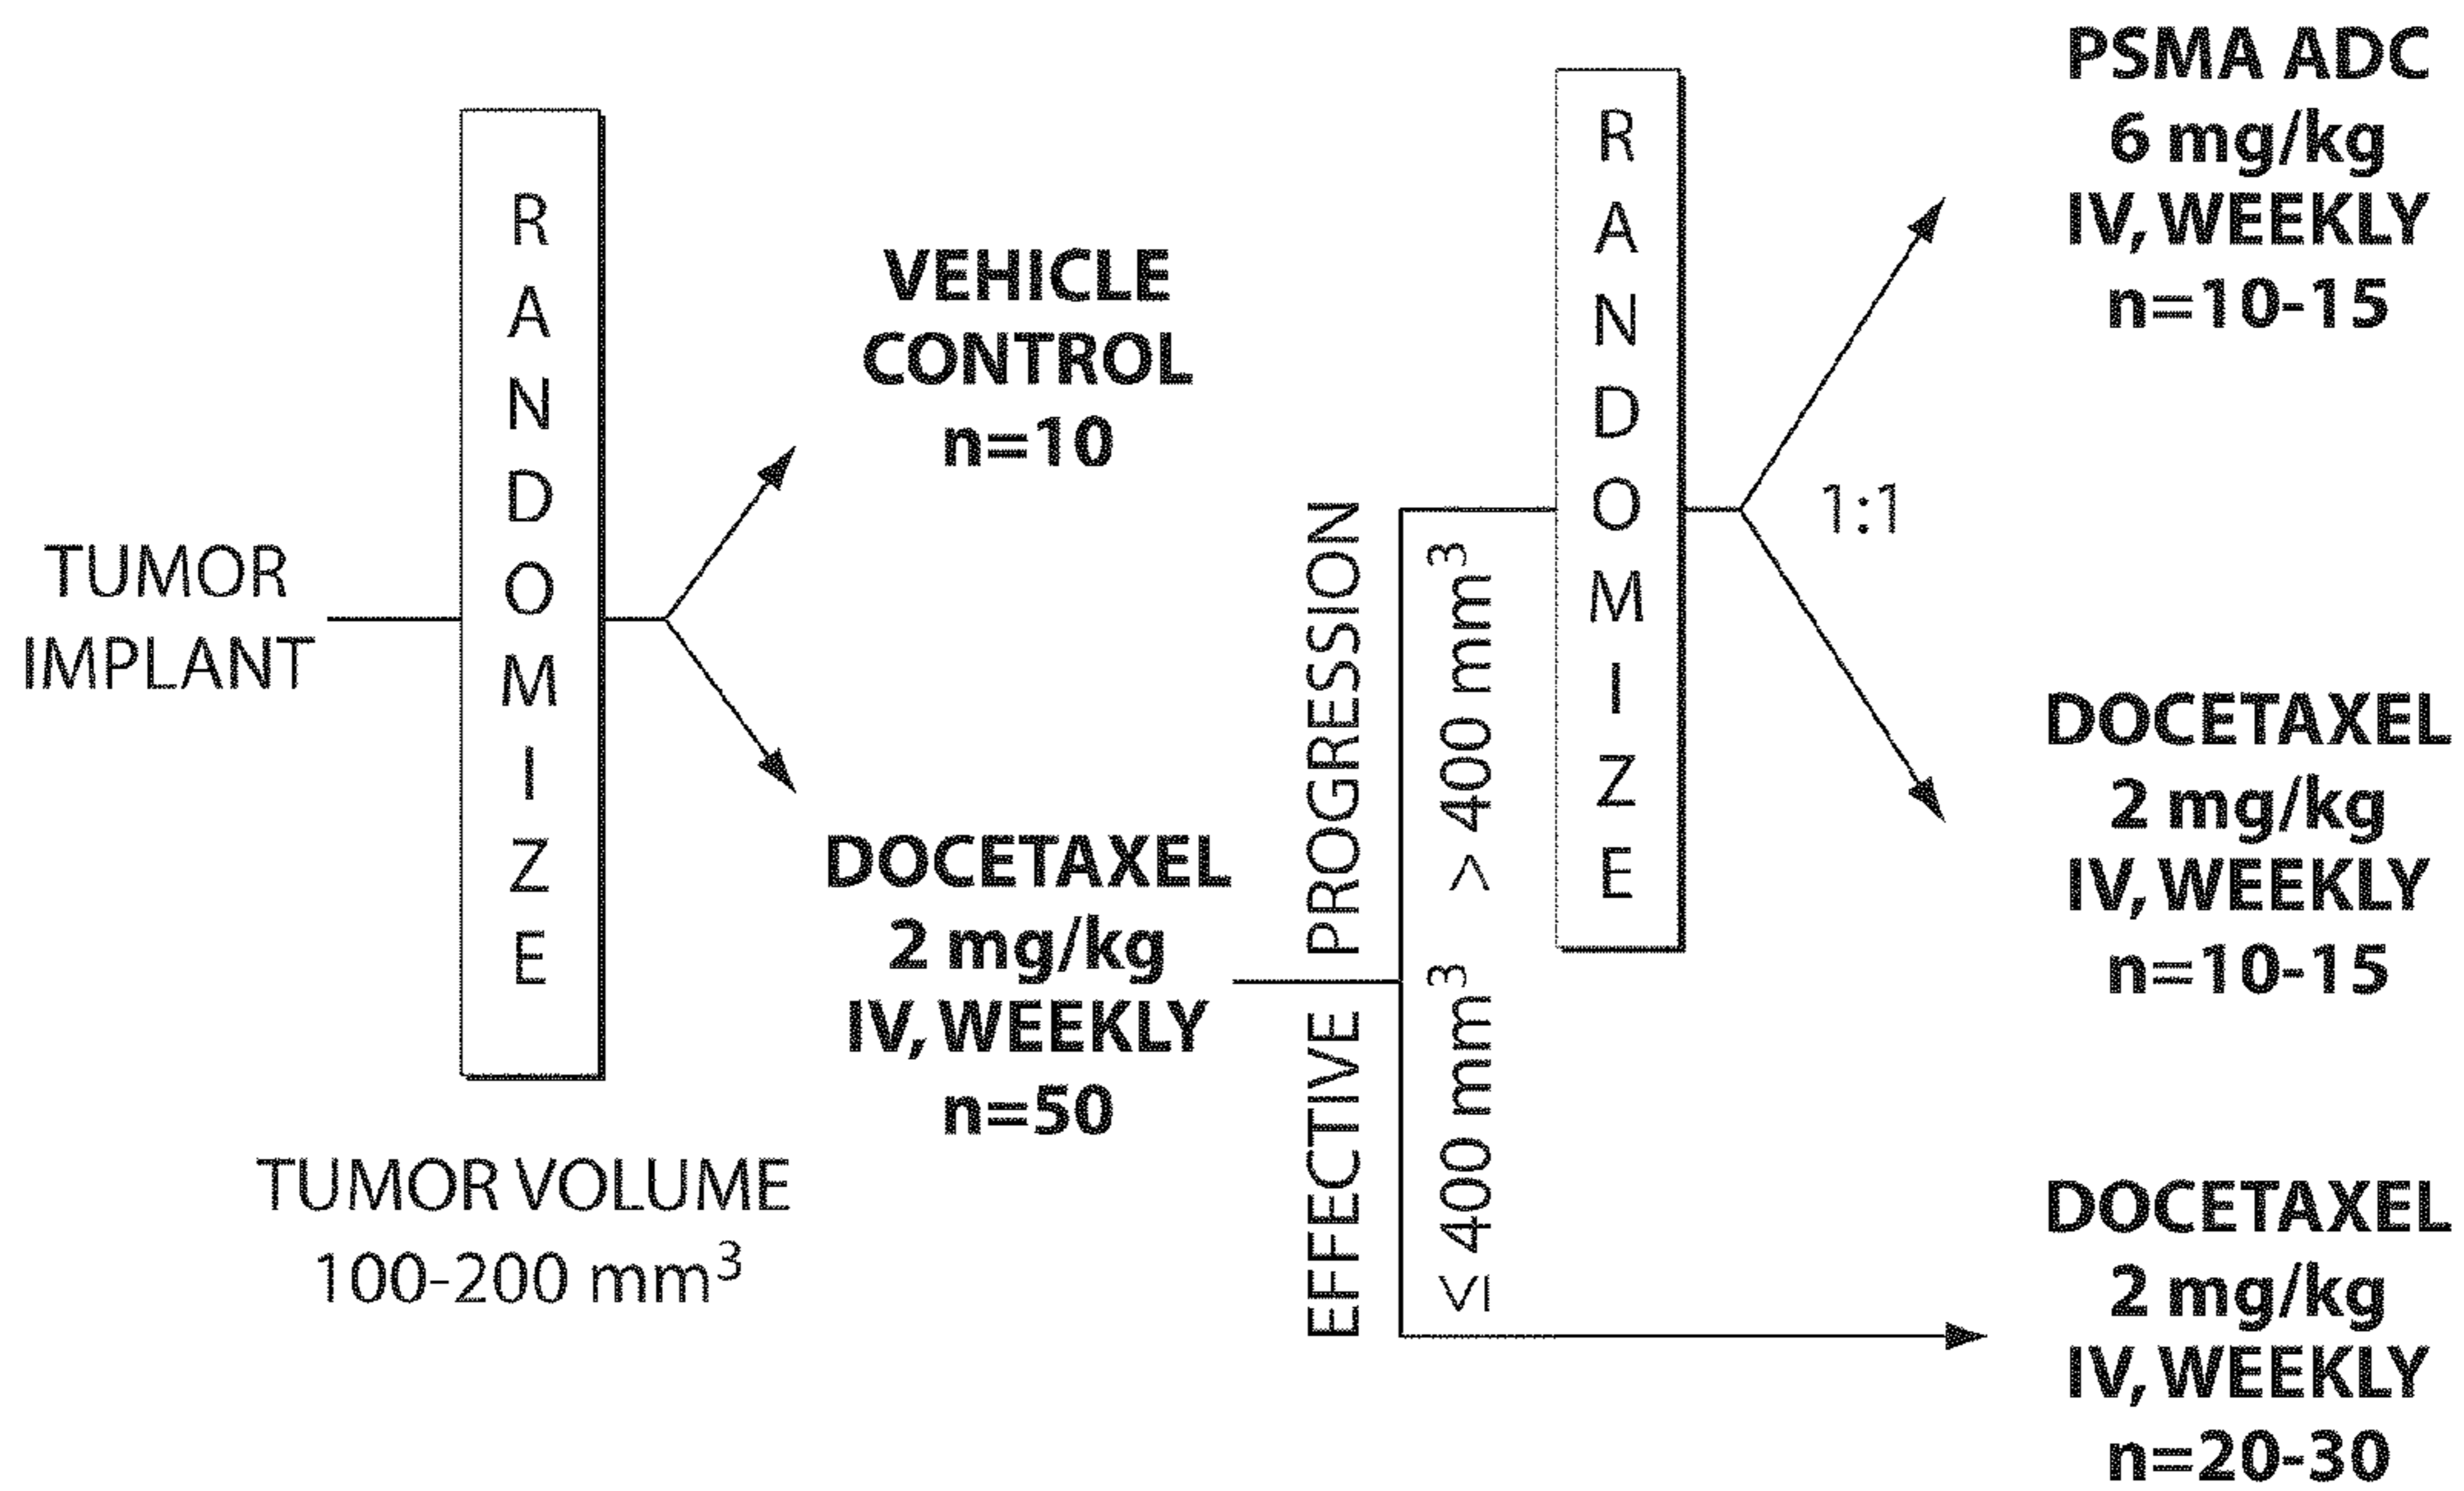 TUMOR
IMPLANT
RANDOMIZE
TUMOR VOLUME
100-200 mm³
VEHICLE
CONTROL
n=10
DOCETAXEL
2 mg/kg
IV, WEEKLY
n=50
PROGRESSION
> 400 mm³
EFFECTIVE
≤ 400 mm³
RANDOMIZE
1:1
PSMA ADC
6 mg/kg
IV, WEEKLY
n=10-15
DOCETAXEL
2 mg/kg
IV, WEEKLY
n=10-15
DOCETAXEL
2 mg/kg
IV, WEEKLY
n=20-30